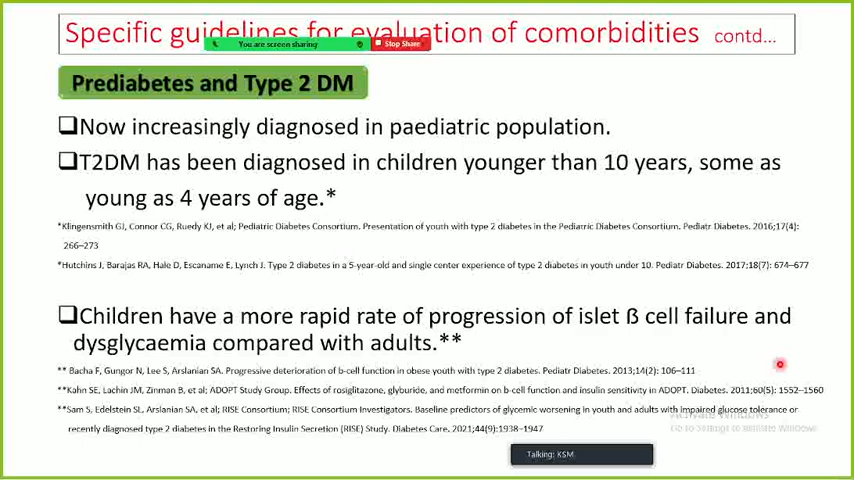 Specific guidelines for evaluation of comorbidities contd...
You are screen sharing
Stop Share
Prediabetes and Type 2 DM
❑Now increasingly diagnosed in paediatric population.
❑T2DM has been diagnosed in children younger than 10 years, some as
young as 4 years of age.*
*Klingensmith GJ, Connor CG, Ruedy KJ, et al; Pediatric Diabetes Consortium. Presentation of youth with type 2 diabetes in the Pediatric Diabetes Consortium. Pediatr Diabetes. 2016;17(4):
266–273
*Hutchins J, Barajas RA, Hale D, Escaname E, Lynch J. Type 2 diabetes in a 5-year-old and single center experience of type 2 diabetes in youth under 10. Pediatr Diabetes. 2017;18(7): 674–677
❑Children have a more rapid rate of progression of islet ß cell failure and
dysglycaemia compared with adults.**
** Bacha F, Gungor N, Lee S, Arslanian SA. Progressive deterioration of b-cell function in obese youth with type 2 diabetes. Pediatr Diabetes. 2013;14(2): 106–111
**Kahn SE, Lachin JM, Zinman B, et al; ADOPT Study Group. Effects of rosiglitazone, glyburide, and metformin on b-cell function and insulin sensitivity in ADOPT. Diabetes. 2011;60(5): 1552–1560
**Sam S, Edelstein SL, Arslanian SA, et al; RISE Consortium; RISE Consortium Investigators. Baseline predictors of glycemic worsening in youth and adults with impaired glucose tolerance or
recently diagnosed type 2 diabetes in the Restoring Insulin Secretion (RISE) Study. Diabetes Care. 2021;44(9):1938–1947
Activate Windows
Go to Settings to activate Windows.
Talking: KSM